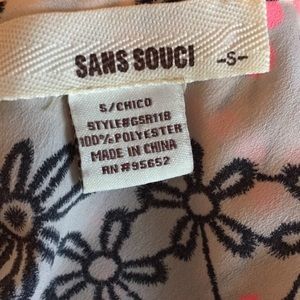 SANS SOUCI
-S-
S/CHICO
STYLE#GSR118
100% POLYESTER
MADE IN CHINA
RN#95652